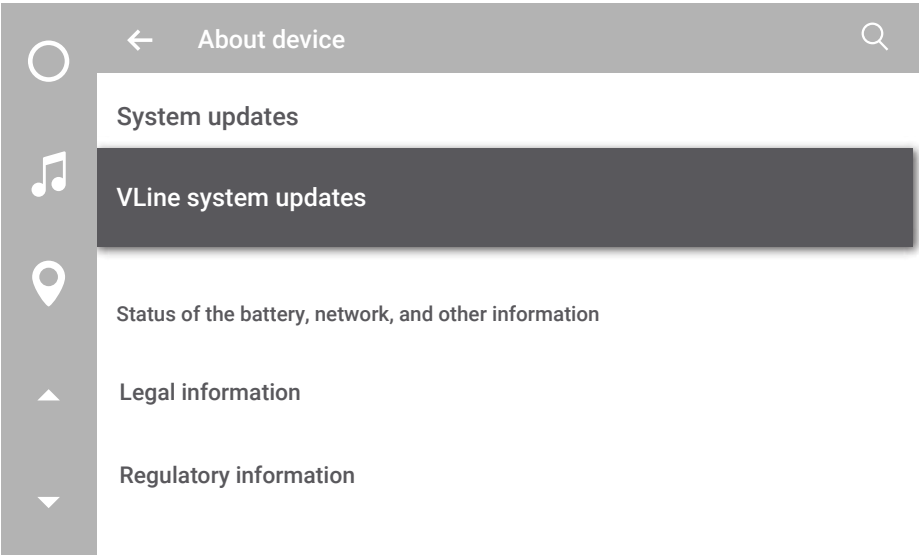 About device
System updates
VLine system updates
Status of the battery, network, and other information
Legal information
Regulatory information